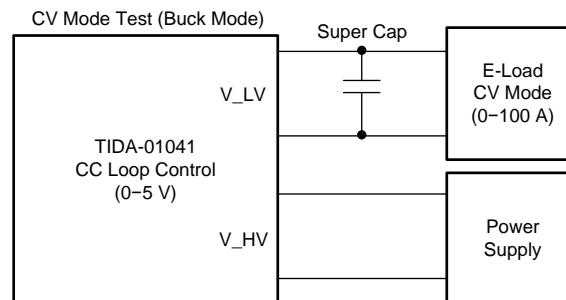 CV Mode Test (Buck Mode)
Super Cap
V_LV
E-Load
CV Mode
(0−100 A)
TIDA-01041
CC Loop Control
(0−5 V)
V_HV
Power
Supply